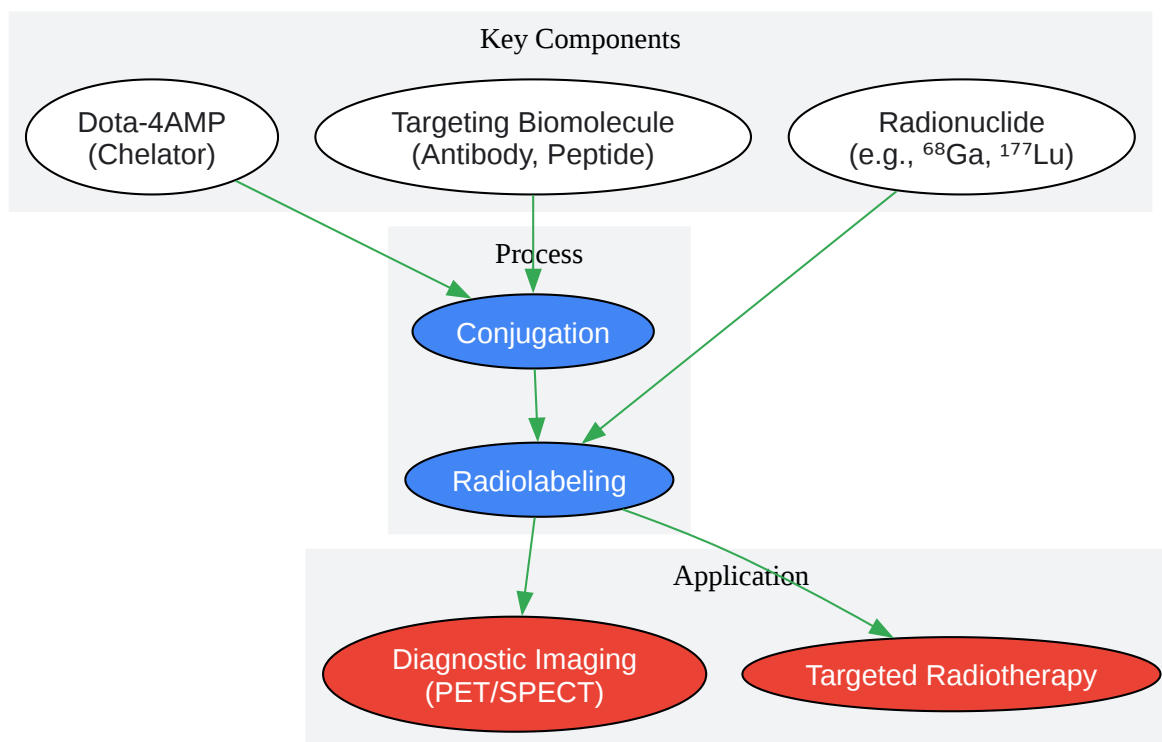 Key Components
Dota-4AMP
(Chelator)
Targeting Biomolecule
(Antibody, Peptide)
Radionuclide
(e.g., ⁶⁸Ga, ¹⁷⁷Lu)
Process
Conjugation
Radiolabeling
Application
Diagnostic Imaging
(PET/SPECT)
Targeted Radiotherapy